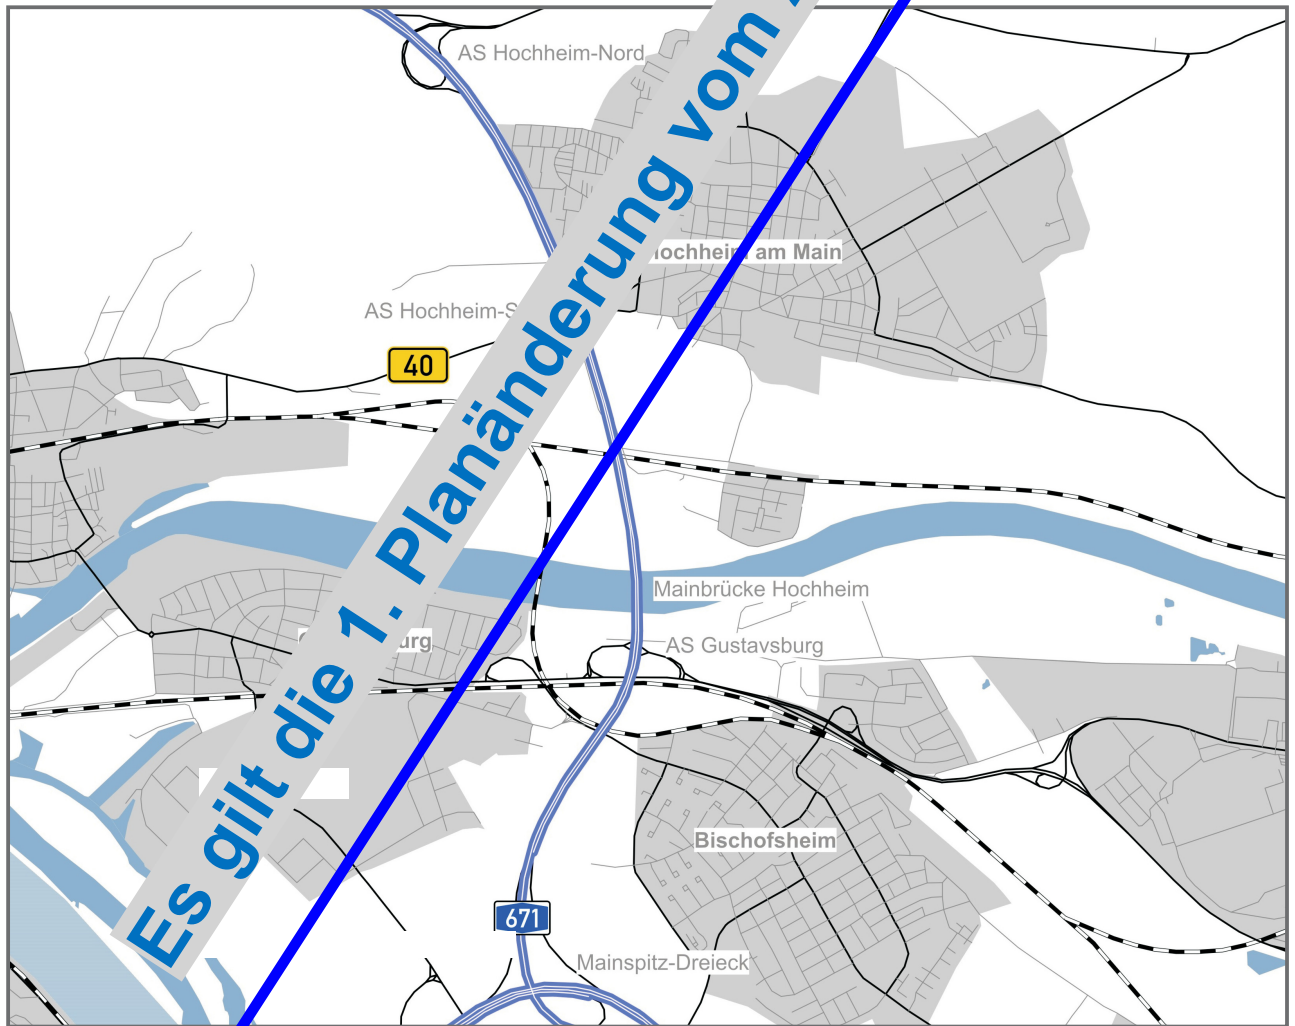 AS Hochheim-Nord
Hochheim am Main
AS Hochheim-S
40
Es gilt die 1. Planänderung vom
Mainbrücke Hochheim
AS Gustavsburg
urg
Bischofsheim
671
Mainspitz-Dreieck